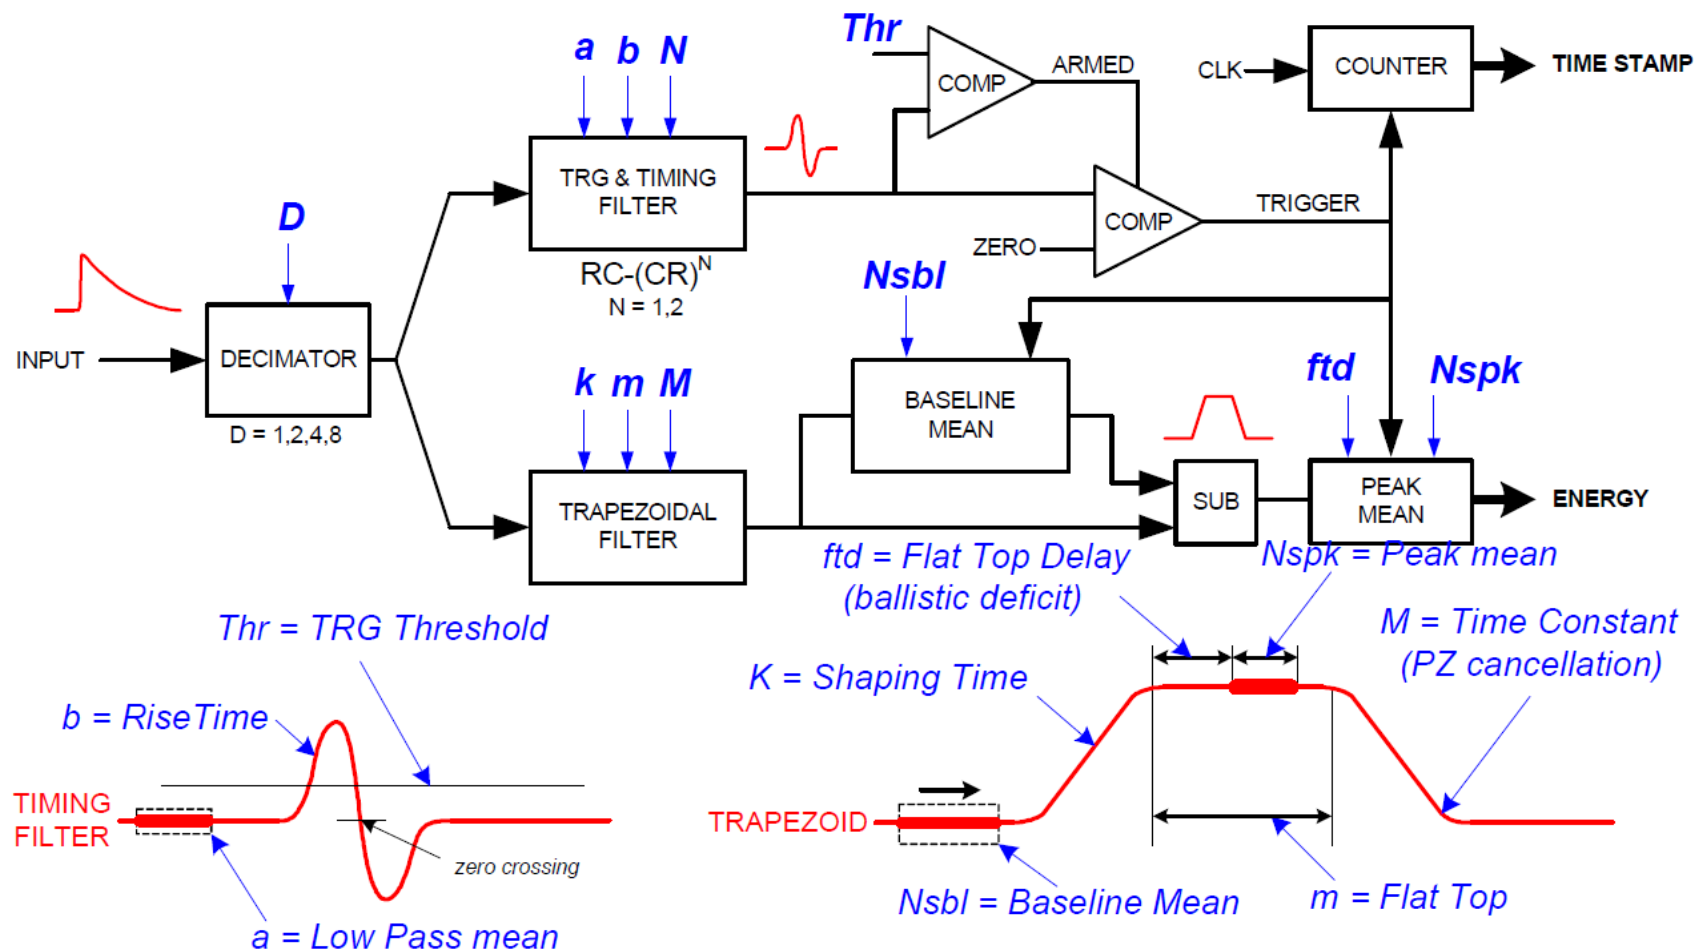 Thr
a b N
CLK
COUNTER
TIME STAMP
COMP
ARMED
TRG & TIMING
FILTER
RC-(CR)^N
N = 1,2
COMP
TRIGGER
ZERO
D
INPUT
DECIMATOR
D = 1,2,4,8
Nsbl
BASELINE
MEAN
k m M
TRAPEZOIDAL
FILTER
SUB
ftd
Nspk
PEAK
MEAN
ENERGY
ftd = Flat Top Delay
(ballistic deficit)
Nspk = Peak mean
Thr = TRG Threshold
b = RiseTime
TIMING
FILTER
zero crossing
a = Low Pass mean
K = Shaping Time
M = Time Constant
(PZ cancellation)
TRAPEZOID
Nsbl = Baseline Mean
m = Flat Top